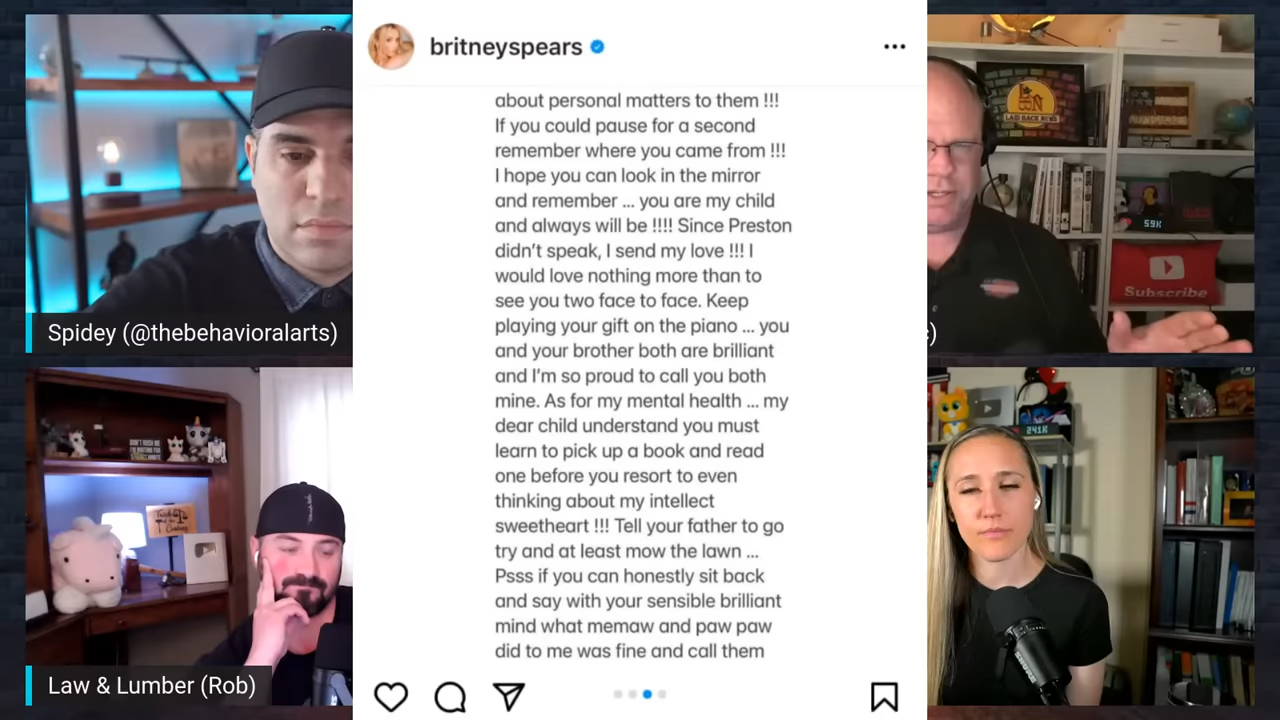 britneyspears
about personal matters to them !!!
If you could pause for a second
remember where you came from !!!
I hope you can look in the mirror
and remember ... you are my child
and always will be !!!! Since Preston
didn’t speak, I send my love !!! I
would love nothing more than to
see you two face to face. Keep
playing your gift on the piano ... you
and your brother both are brilliant
and I’m so proud to call you both
mine. As for my mental health ... my
dear child understand you must
learn to pick up a book and read
one before you resort to even
thinking about my intellect
sweetheart !!! Tell your father to go
try and at least mow the lawn ...
Psss if you can honestly sit back
and say with your sensible brilliant
mind what memaw and paw paw
did to me was fine and call them
Spidey (@thebehavioralarts)
Law & Lumber (Rob)
)
LAID BACK NEWS
59K
Subscribe
241K